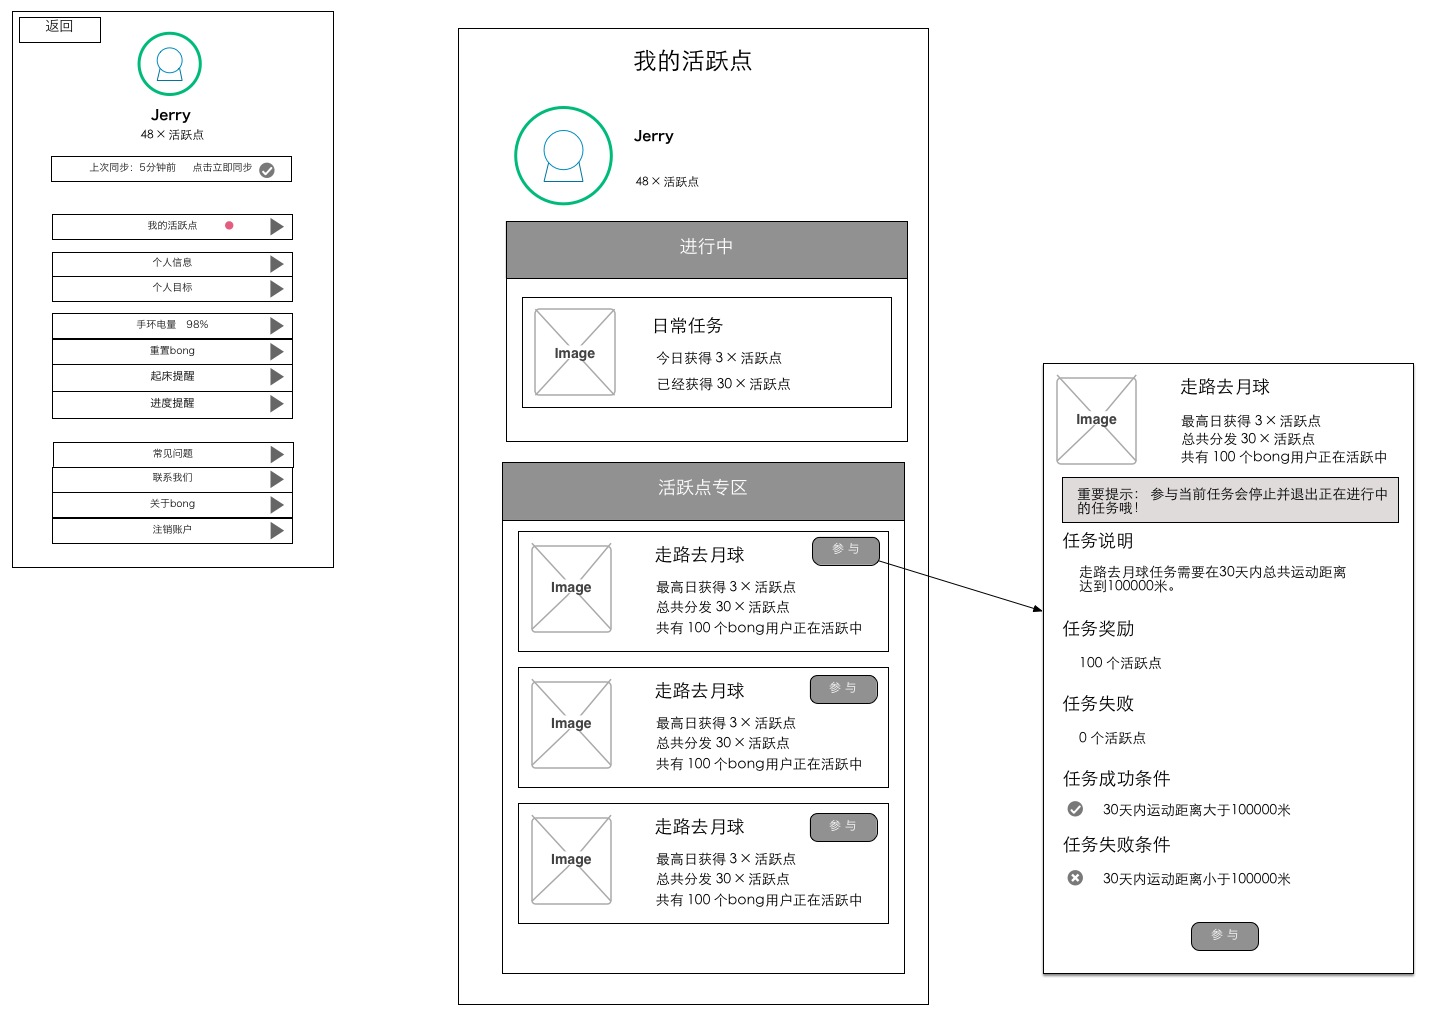 返回
Jerry
48 × 活跃点
上次同步：5分钟前 点击立即同步
我的活跃点
个人信息
个人目标
手环电量 98%
重置bong
起床提醒
进度提醒
常见问题
联系我们
关于bong
注销账户
我的活跃点
Jerry
48 × 活跃点
进行中
Image
日常任务
今日获得 3 × 活跃点
已经获得 30 × 活跃点
活跃点专区
Image
走路去月球
参 与
最高日获得 3 × 活跃点
总共分发 30 × 活跃点
共有 100 个bong用户正在活跃中
Image
走路去月球
参 与
最高日获得 3 × 活跃点
总共分发 30 × 活跃点
共有 100 个bong用户正在活跃中
Image
走路去月球
参 与
最高日获得 3 × 活跃点
总共分发 30 × 活跃点
共有 100 个bong用户正在活跃中
Image
走路去月球
最高日获得 3 × 活跃点
总共分发 30 × 活跃点
共有 100 个bong用户正在活跃中
重要提示： 参与当前任务会停止并退出正在进行中
的任务哦！
任务说明
走路去月球任务需要在30天内总共运动距离
达到100000米。
任务奖励
100 个活跃点
任务失败
0 个活跃点
任务成功条件
30天内运动距离大于100000米
任务失败条件
30天内运动距离小于100000米
参 与